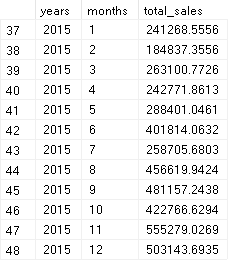 years months total_sales
37 2015 1 241268.5556
38 2015 2 184837.3556
39 2015 3 263100.7726
40 2015 4 242771.8613
41 2015 5 288401.0461
42 2015 6 401814.0632
43 2015 7 258705.6803
44 2015 8 456619.9424
45 2015 9 481157.2438
46 2015 10 422766.6294
47 2015 11 555279.0269
48 2015 12 503143.6935